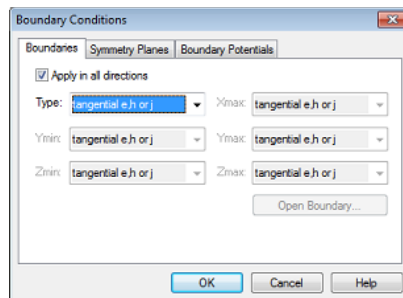 Boundary Conditions
Boundaries Symmetry Planes Boundary Potentials
Apply in all directions
Type: tangential e,h or j Xmax: tangential e,h or j
Ymin: tangential e,h or j Ymax: tangential e,h or j
Zmin: tangential e,h or j Zmax: tangential e,h or j
Open Boundary...
OK Cancel Help